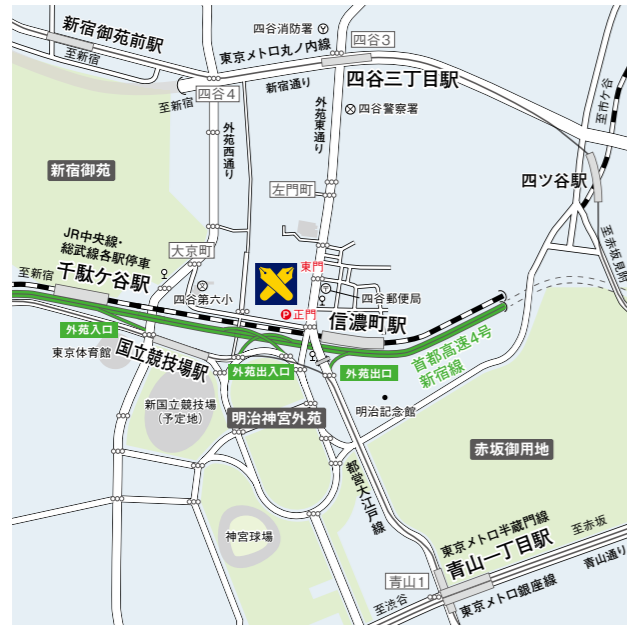 四谷消防署
四谷3
新宿御苑前駅
東京メトロ丸ノ内線
至新宿
四谷三丁目駅
新宿通り
至新宿
四谷4
四谷警察署
至市ケ谷
外苑西通り
外苑東通り
新宿御苑
左門町
四ツ谷駅
至赤坂見附
JR中央線・
総武線各駅停車
大京町
東門
至新宿
千駄ケ谷駅
四谷第六小
四谷郵便局
P正門
信濃町駅
外苑入口
東京体育館
国立競技場駅
外苑出入口
外苑出口
首都高速4号
新宿線
新国立競技場
(予定地)
明治神宮外苑
明治記念館
赤坂御用地
都営大江戸線
神宮球場
東京メトロ半蔵門線
至赤坂
青山一丁目駅
青山通り
青山1
至渋谷
東京メトロ銀座線